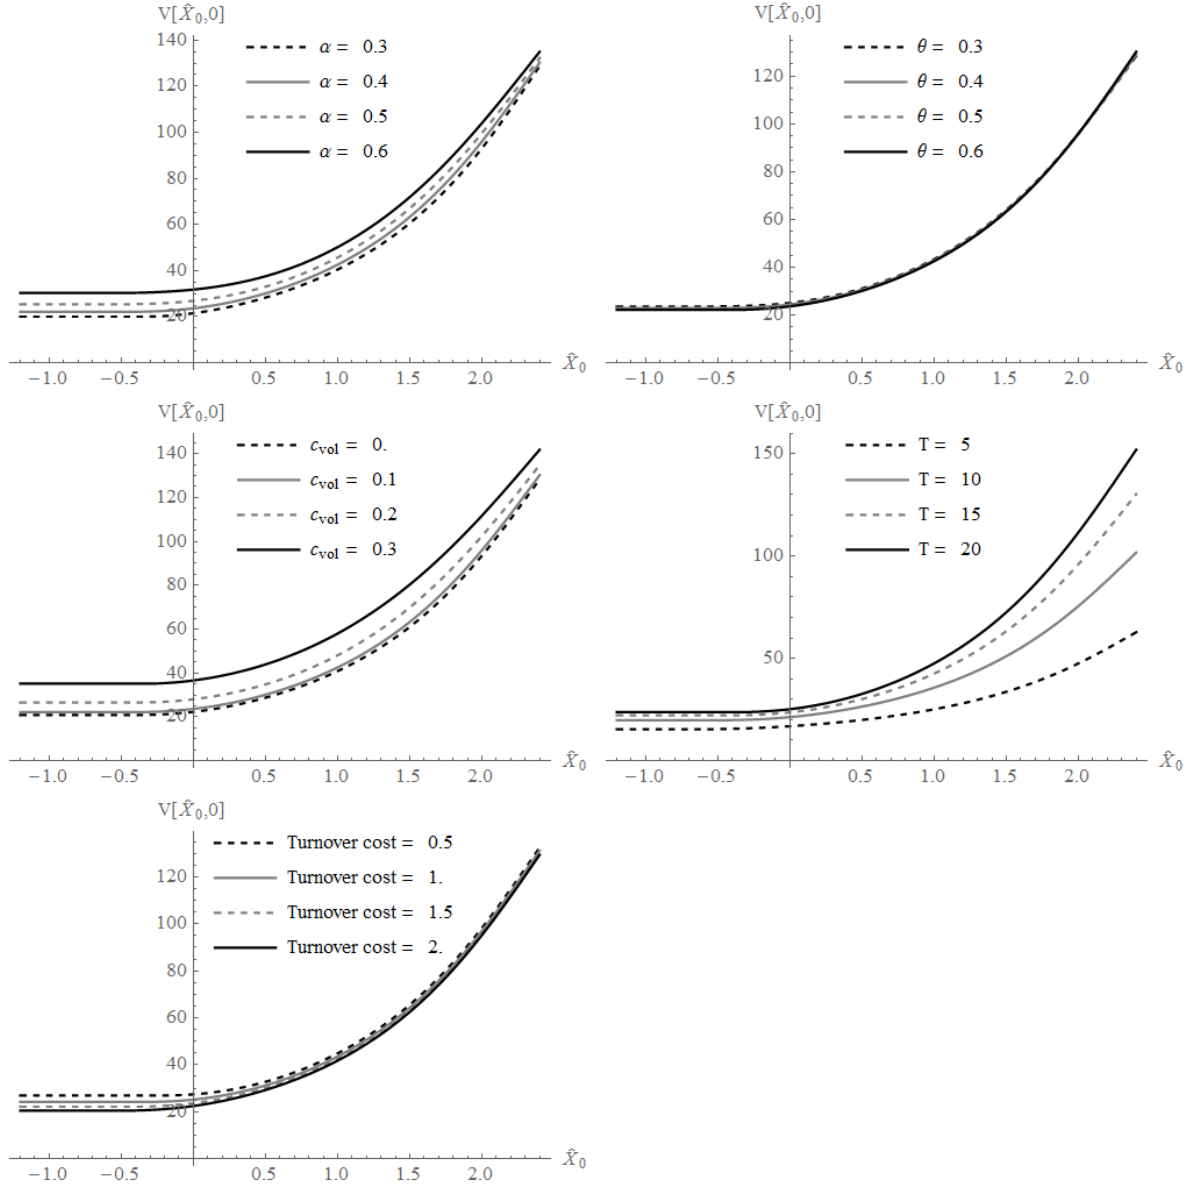 V[X̂₀,0]
140
120
100
80
60
40
20
α = 0.3
α = 0.4
α = 0.5
α = 0.6
−1.0 −0.5 0.5 1.0 1.5 2.0 X̂₀
120
100
80
60
40
20
θ = 0.3
θ = 0.4
θ = 0.5
θ = 0.6
−1.0 −0.5 0.5 1.0 1.5 2.0 X̂₀
V[X̂₀,0]
140
120
100
80
60
40
20
c_vol = 0.
c_vol = 0.1
c_vol = 0.2
c_vol = 0.3
−1.0 −0.5 0.5 1.0 1.5 2.0 X̂₀
V[X̂₀,0]
150
100
50
T = 5
T = 10
T = 15
T = 20
−1.0 −0.5 0.5 1.0 1.5 2.0 X̂₀
V[X̂₀,0]
120
100
80
60
40
20
Turnover cost = 0.5
Turnover cost = 1.
Turnover cost = 1.5
Turnover cost = 2.
−1.0 −0.5 0.5 1.0 1.5 2.0 X̂₀